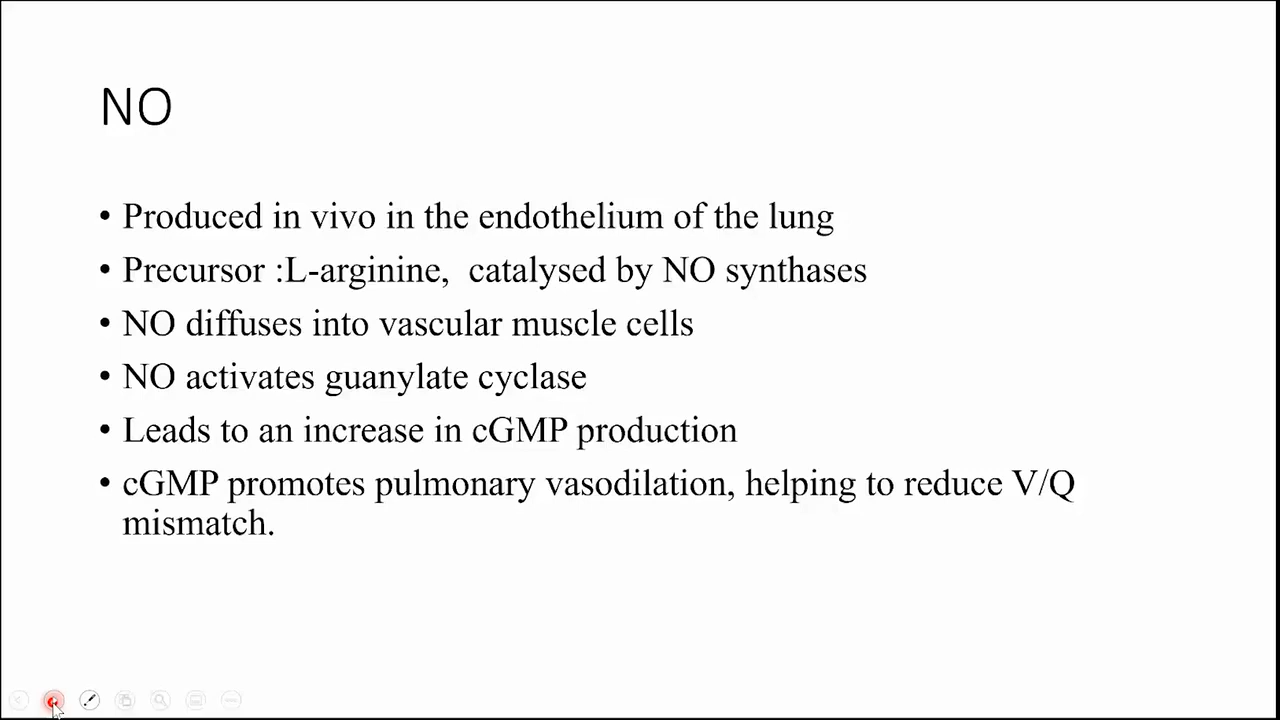 NO
• Produced in vivo in the endothelium of the lung
• Precursor :L-arginine,  catalysed by NO synthases
• NO diffuses into vascular muscle cells
• NO activates guanylate cyclase
• Leads to an increase in cGMP production
• cGMP promotes pulmonary vasodilation, helping to reduce V/Q
mismatch.